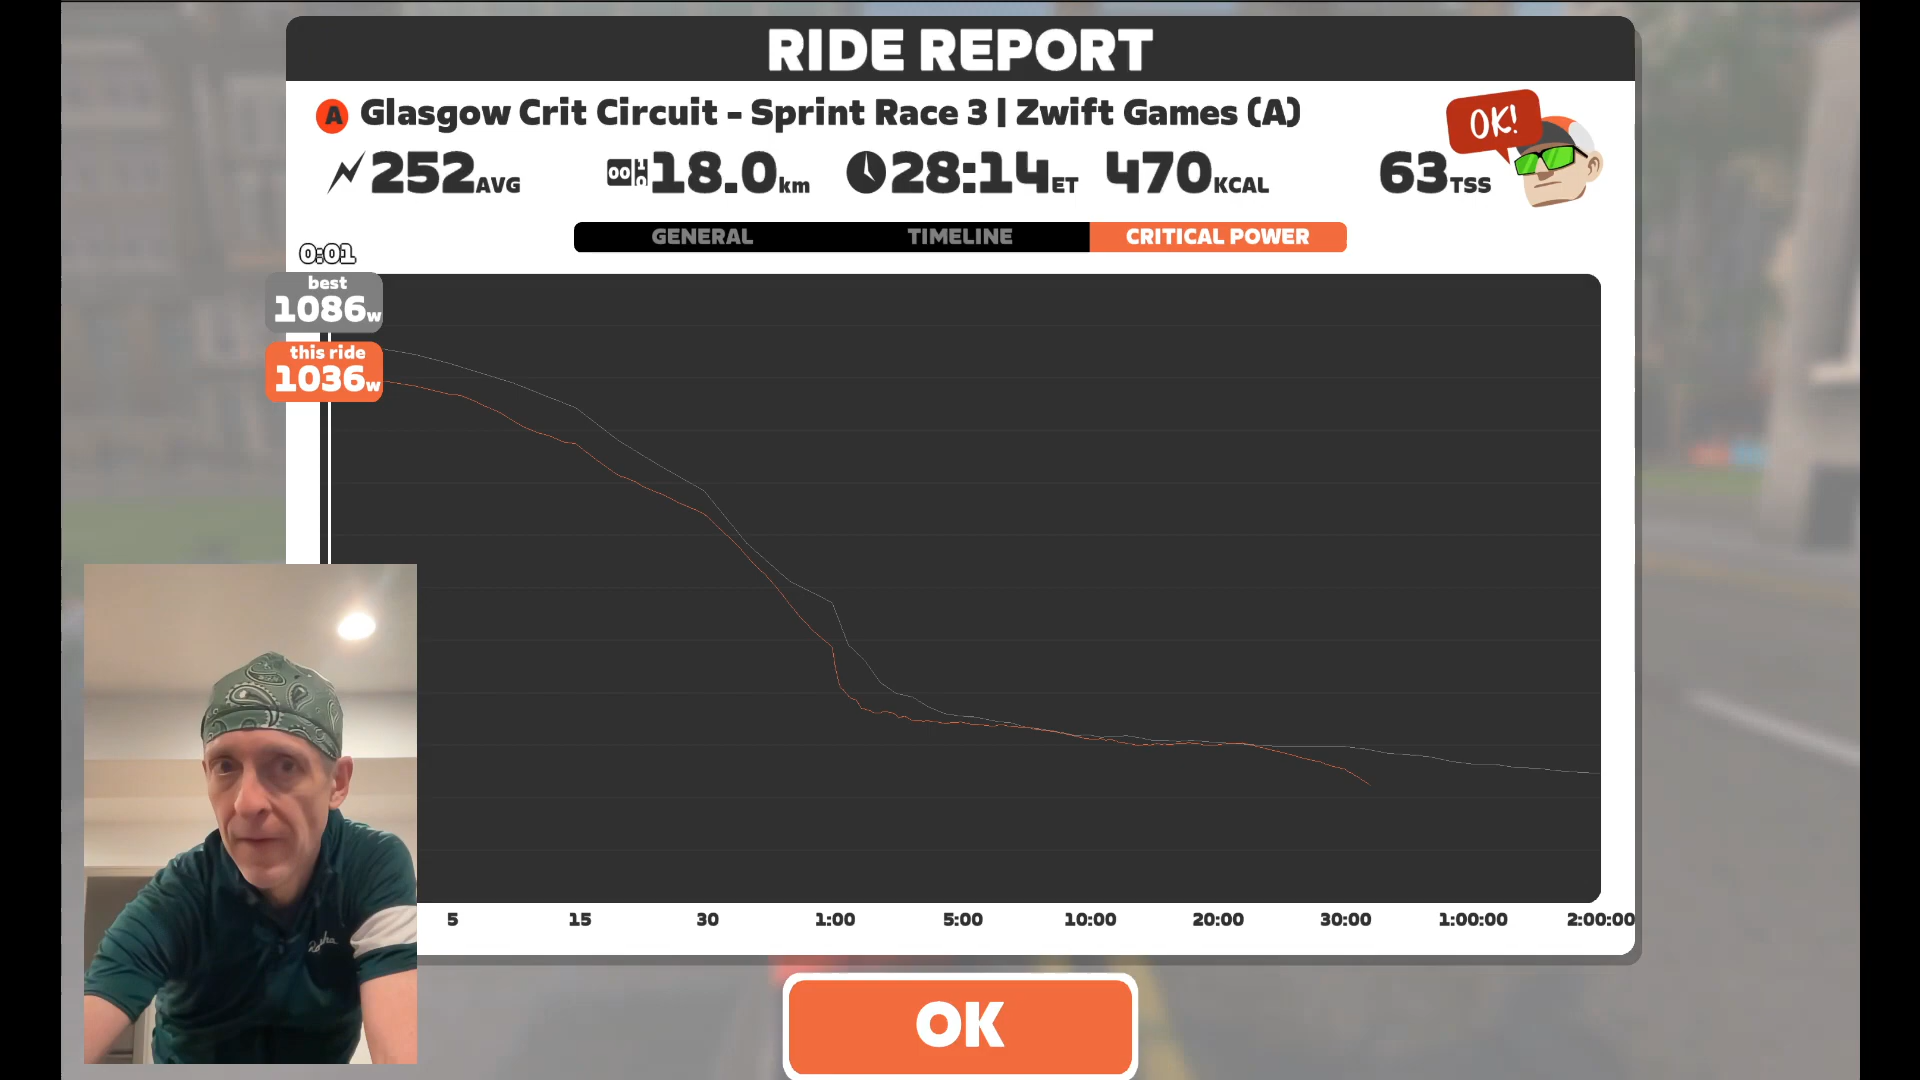 RIDE REPORT
A Glasgow Crit Circuit - Sprint Race 3 | Zwift Games (A)
OK!
252AVG 18.0km 28:14ET 470KCAL 63TSS
GENERAL TIMELINE CRITICAL POWER
0:01
best
1086w
this ride
1036w
5 15 30 1:00 5:00 10:00 20:00 30:00 1:00:00 2:00:00
Rapha
OK